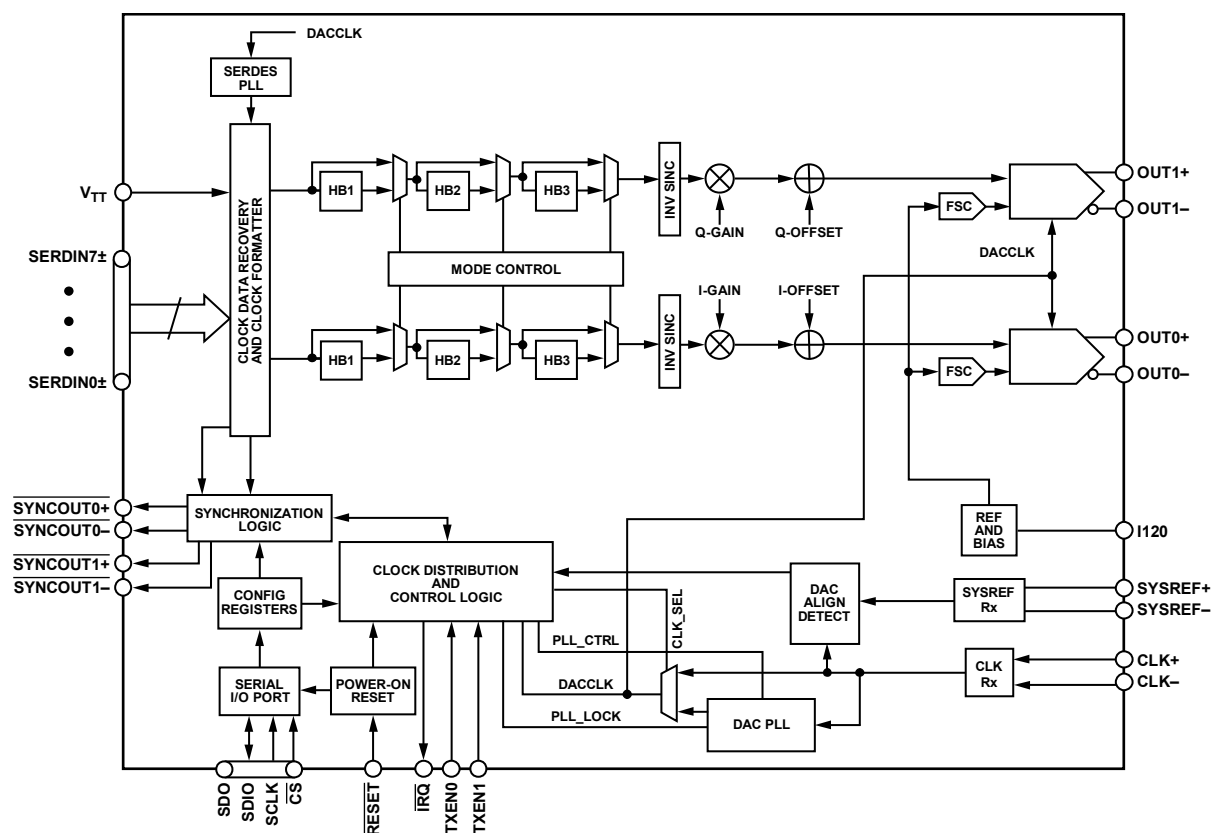 DACCLK
SERDES
PLL
CLOCK DATA RECOVERY
AND CLOCK FORMATTER
VTT
SERDIN7±
SERDIN0±
HB1
HB2
HB3
INV SINC
Q-GAIN
Q-OFFSET
FSC
OUT1+
OUT1–
DACCLK
MODE CONTROL
I-GAIN
I-OFFSET
HB1
HB2
HB3
INV SINC
FSC
OUT0+
OUT0–
SYNCOUT0+
SYNCOUT0–
SYNCOUT1+
SYNCOUT1–
SYNCHRONIZATION
LOGIC
CLOCK DISTRIBUTION
AND
CONTROL LOGIC
CONFIG
REGISTERS
REF
AND
BIAS
I120
DAC
ALIGN
DETECT
SYSREF
Rx
SYSREF+
SYSREF–
CLK_SEL
PLL_CTRL
DACCLK
PLL_LOCK
DAC PLL
CLK
Rx
CLK+
CLK–
SERIAL
I/O PORT
POWER-ON
RESET
SDO
SDIO
SCLK
CS
RESET
IRQ
TXEN0
TXEN1